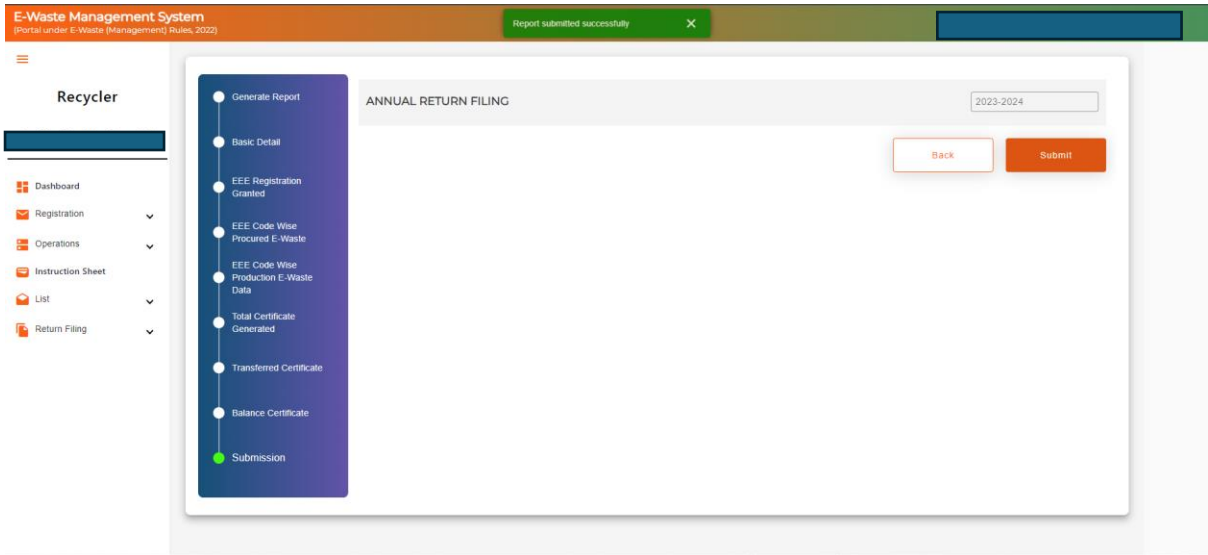 E-Waste Management System
(Portal under E-Waste (Management) Rules, 2022)
Report submitted successfully
Recycler
Dashboard
Registration
Operations
Instruction Sheet
List
Return Filing
Generate Report
Basic Detail
EEE Registration
Granted
EEE Code Wise
Procured E-Waste
EEE Code Wise
Production E-Waste
Data
Total Certificate
Generated
Transferred Certificate
Balance Certificate
Submission
ANNUAL RETURN FILING
2023-2024
Back
Submit